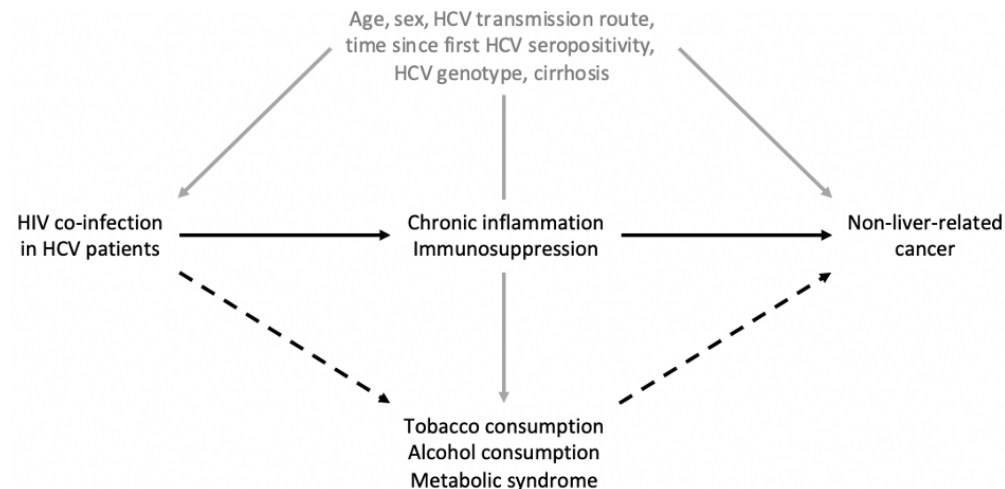 Age, sex, HCV transmission route,
time since first HCV seropositivity,
HCV genotype, cirrhosis
HIV co-infection
in HCV patients
Chronic inflammation
Immunosuppression
Non-liver-related
cancer
Tobacco consumption
Alcohol consumption
Metabolic syndrome